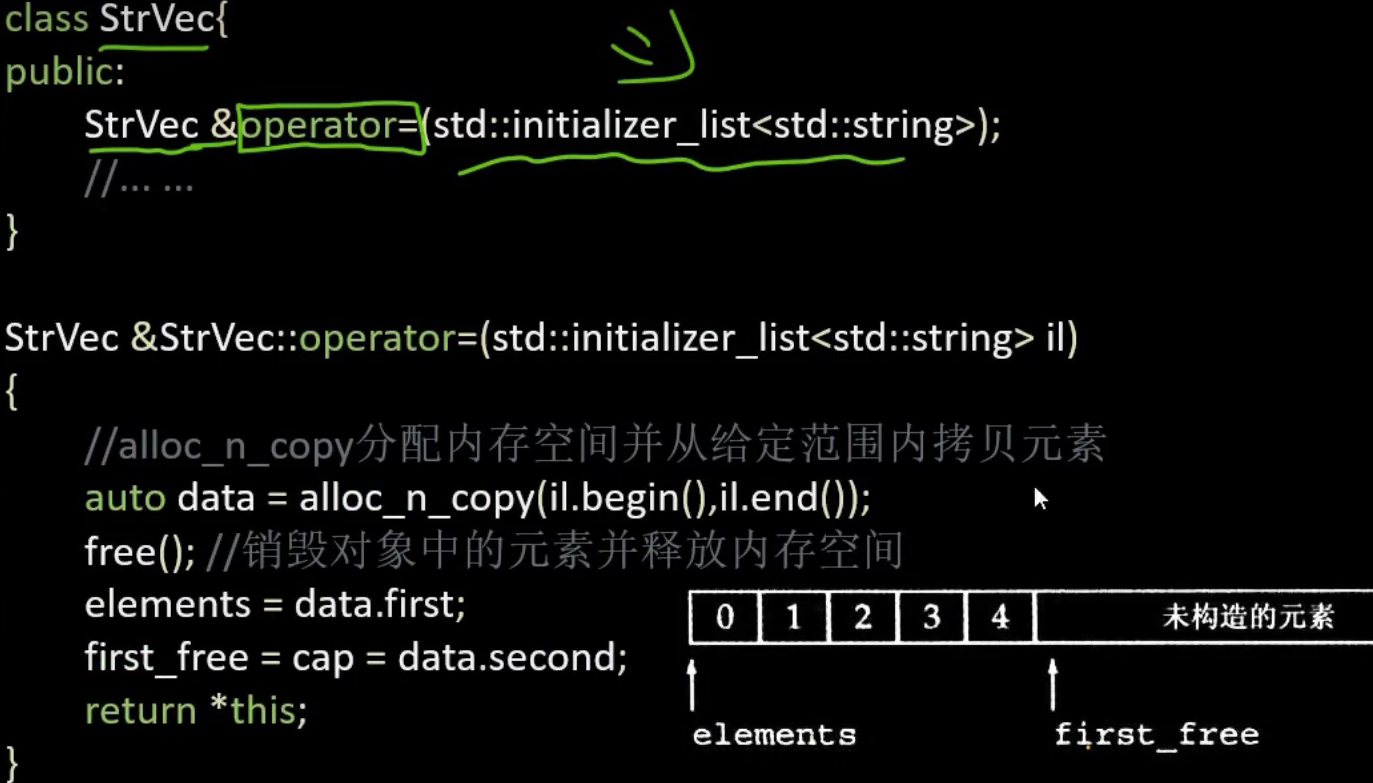 class StrVec{
public:
StrVec &operator=(std::initializer_list<std::string>);
//... ...
}
StrVec &StrVec::operator=(std::initializer_list<std::string> il)
{
//alloc_n_copy分配内存空间并从给定范围内拷贝元素
auto data = alloc_n_copy(il.begin(),il.end());
free(); //销毁对象中的元素并释放内存空间
elements = data.first;
first_free = cap = data.second;
return *this;
}
0 1 2 3 4 未构造的元素
elements first_free